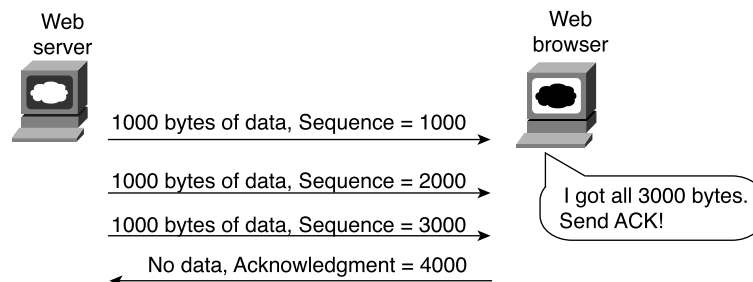 Web
server
Web
browser
1000 bytes of data, Sequence = 1000
1000 bytes of data, Sequence = 2000
I got all 3000 bytes.
Send ACK!
1000 bytes of data, Sequence = 3000
No data, Acknowledgment = 4000